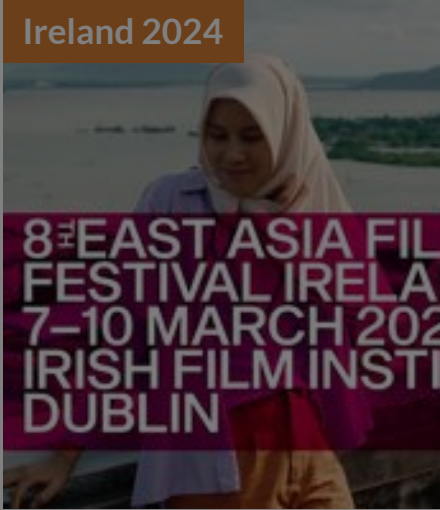 Ireland 2024
8TH EAST ASIA FIL
FESTIVAL IRELA
7–10 MARCH 202
IRISH FILM INSTI
DUBLIN